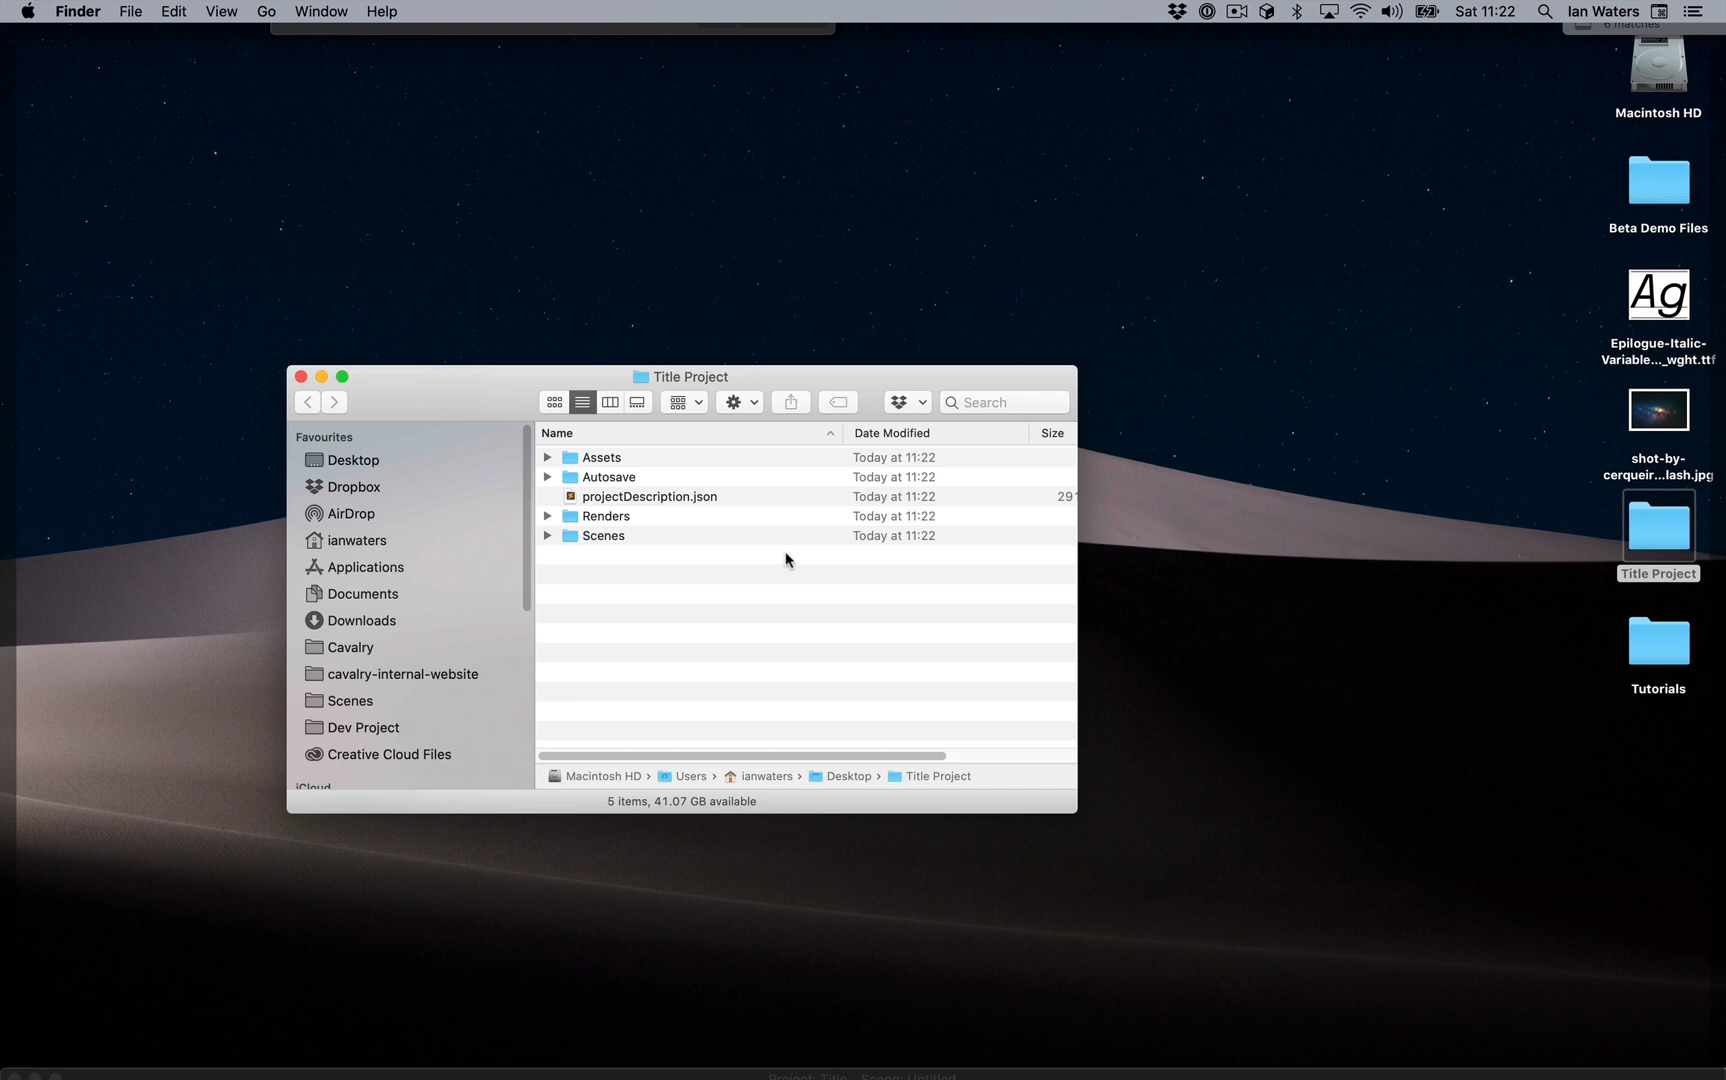 Finder File Edit View Go Window Help
Sat 11:22 Ian Waters
6 matches
Macintosh HD
Beta Demo Files
Ag
Epilogue-Italic-
Variable..._wght.ttf
shot-by-
cerqueir...lash.jpg
Title Project
Tutorials
Title Project
Search
Favourites
Desktop
Dropbox
AirDrop
ianwaters
Applications
Documents
Downloads
Cavalry
cavalry-internal-website
Scenes
Dev Project
Creative Cloud Files
iCloud
Name Date Modified Size
Assets Today at 11:22
Autosave Today at 11:22
projectDescription.json Today at 11:22 291
Renders Today at 11:22
Scenes Today at 11:22
Macintosh HD › Users › ianwaters › Desktop › Title Project
5 items, 41.07 GB available
Project: Title - Scene: Untitled